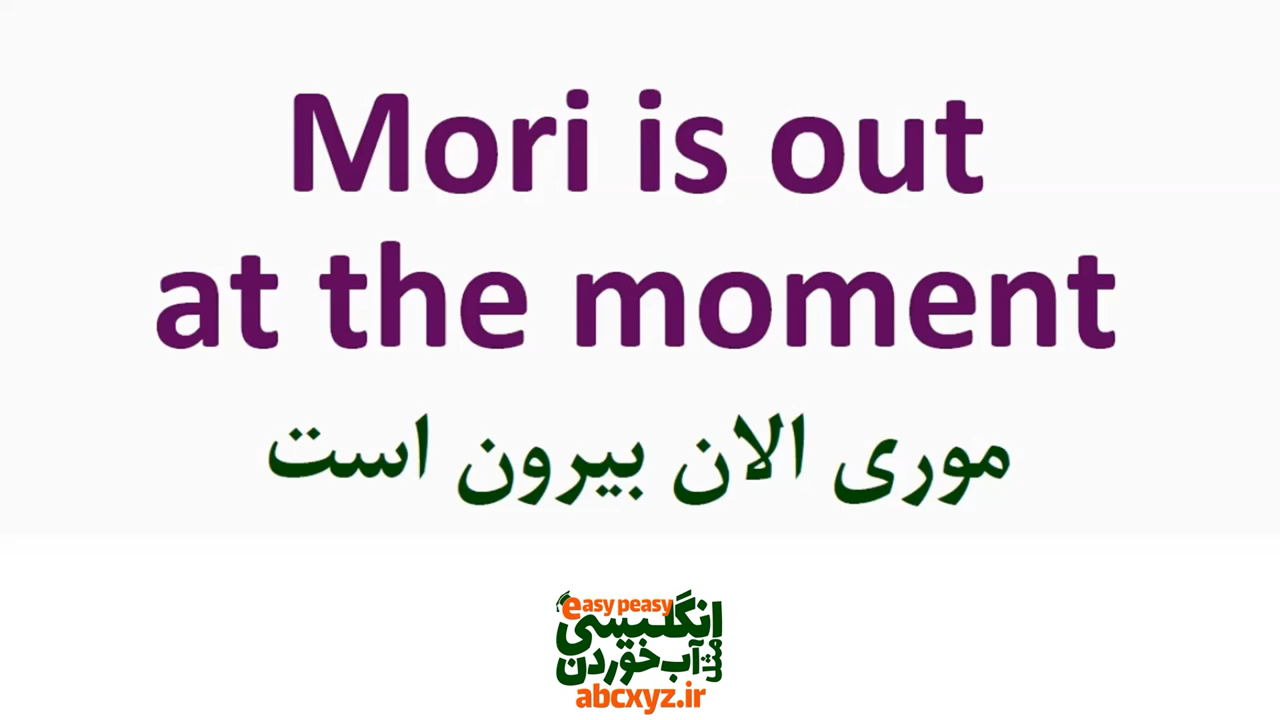 Mori is out
at the moment
موری الان بیرون است
easy peasy
انگلیسی
مثل آب خوردن
abcxyz.ir